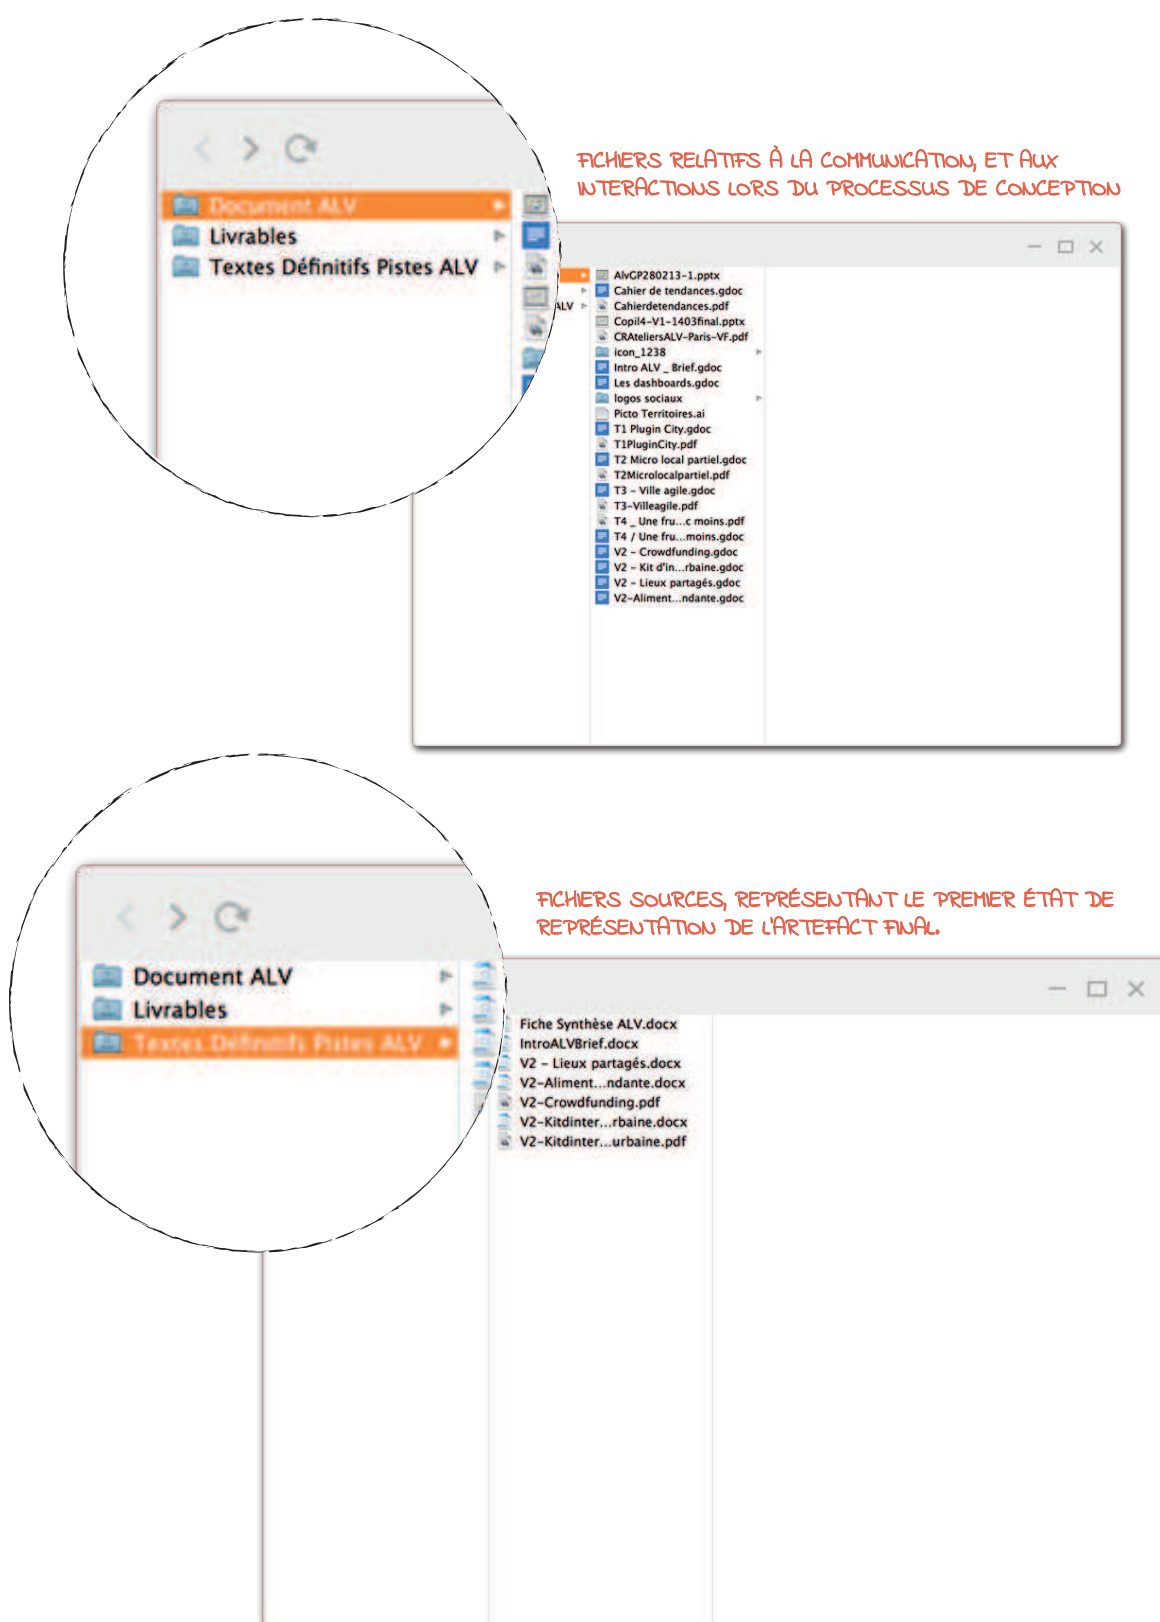 FICHIERS RELATIFS À LA COMMUNICATION, ET AUX
INTERACTIONS LORS DU PROCESSUS DE CONCEPTION
Document ALV
Livrables
Textes Définitifs Pistes ALV
ALV
AlvGP280213-1.pptx
Cahier de tendances.gdoc
Cahierdetendances.pdf
Copil4-V1-1403final.pptx
CRAteliersALV-Paris-VF.pdf
icon_1238
Intro ALV _ Brief.gdoc
Les dashboards.gdoc
logos sociaux
Picto Territoires.ai
T1 Plugin City.gdoc
T1PluginCity.pdf
T2 Micro local partiel.gdoc
T2Microlocalpartiel.pdf
T3 - Ville agile.gdoc
T3-Villeagile.pdf
T4 _ Une fru...c moins.pdf
T4 / Une fru...moins.gdoc
V2 - Crowdfunding.gdoc
V2 - Kit d'in...rbaine.gdoc
V2 - Lieux partagés.gdoc
V2-Aliment...ndante.gdoc
FICHIERS SOURCES, REPRÉSENTANT LE PREMIER ÉTAT DE
REPRÉSENTATION DE L'ARTEFACT FINAL.
Document ALV
Livrables
Textes Définitifs Pistes ALV
Fiche Synthèse ALV.docx
IntroALVBrief.docx
V2 - Lieux partagés.docx
V2-Aliment...ndante.docx
V2-Crowdfunding.pdf
V2-Kitdinter...rbaine.docx
V2-Kitdinter...urbaine.pdf